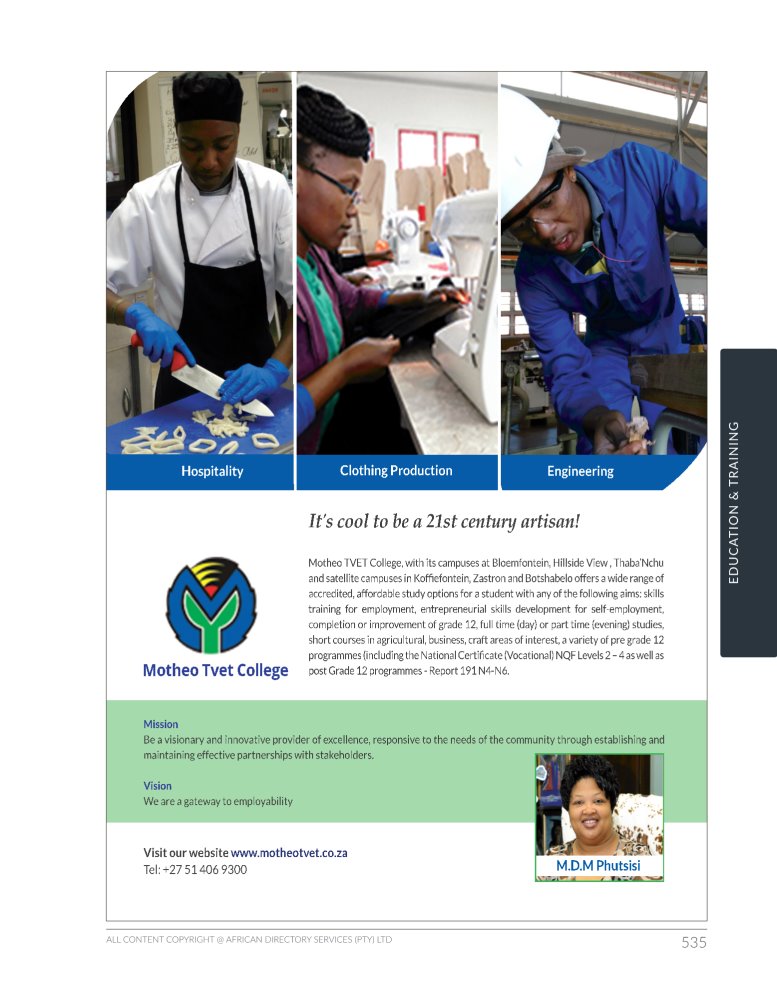 Hospitality
Clothing Production
Engineering
It's cool to be a 21st century artisan!
Motheo TVET College, with its campuses at Bloemfontein, Hillside View , Thaba'Nchu
and satellite campuses in Koffiefontein, Zastron and Botshabelo offers a wide range of
accredited, affordable study options for a student with any of the following aims: skills
training for employment, entrepreneurial skills development for self-employment,
completion or improvement of grade 12, full time (day) or part time (evening) studies,
short courses in agricultural, business, craft areas of interest, a variety of pre grade 12
programmes (including the National Certificate (Vocational) NQF Levels 2 – 4 as well as
post Grade 12 programmes - Report 191 N4-N6.
Motheo Tvet College
Mission
Be a visionary and innovative provider of excellence, responsive to the needs of the community through establishing and
maintaining effective partnerships with stakeholders.
Vision
We are a gateway to employability
Visit our website www.motheotvet.co.za
Tel: +27 51 406 9300
M.D.M Phutsisi
EDUCATION & TRAINING
ALL CONTENT COPYRIGHT @ AFRICAN DIRECTORY SERVICES (PTY) LTD
535